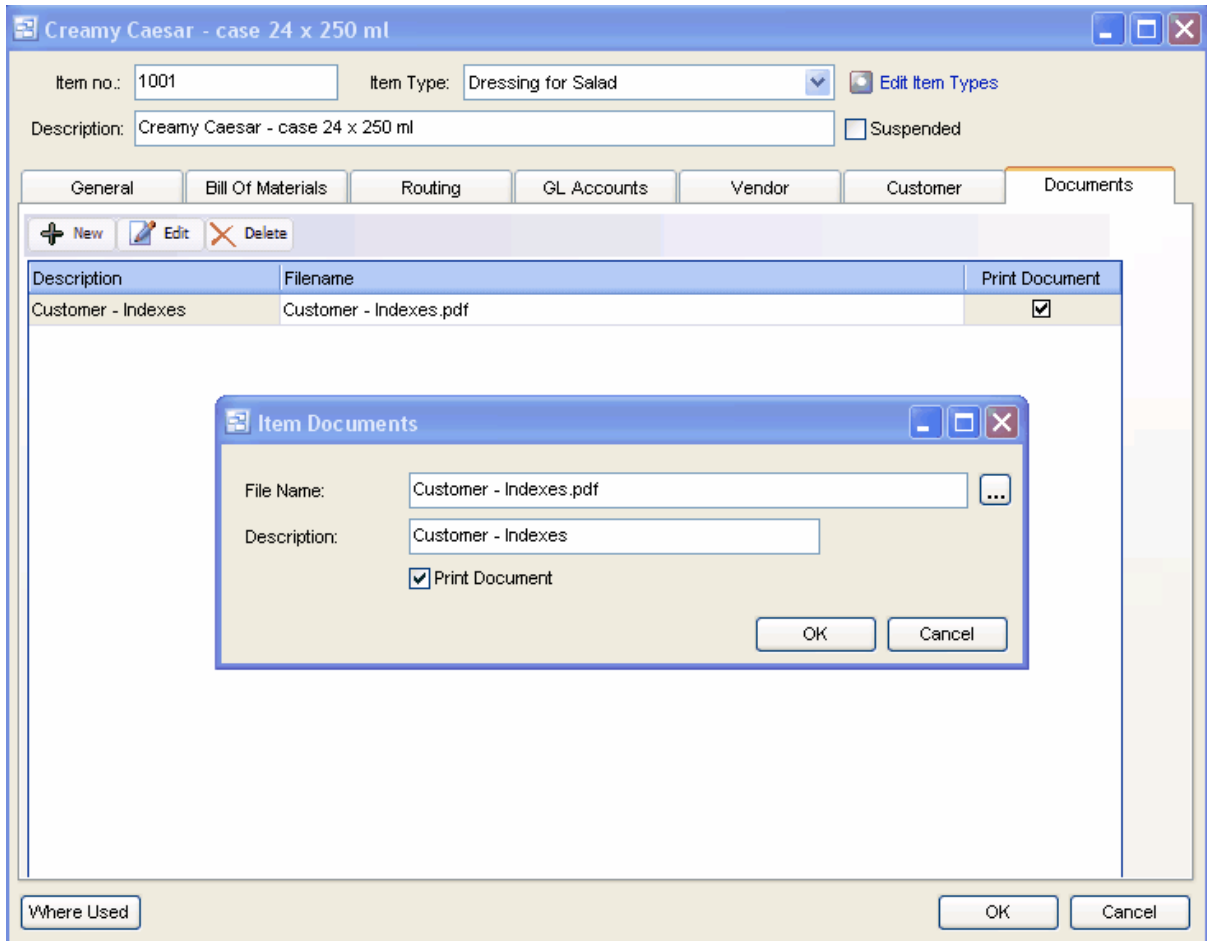 Creamy Caesar - case 24 x 250 ml
Item no.: 1001 Item Type: Dressing for Salad Edit Item Types
Description: Creamy Caesar - case 24 x 250 ml Suspended
General Bill Of Materials Routing GL Accounts Vendor Customer Documents
New Edit Delete
Description Filename Print Document
Customer - Indexes Customer - Indexes.pdf
Item Documents
File Name: Customer - Indexes.pdf ...
Description: Customer - Indexes
Print Document
OK Cancel
Where Used OK Cancel